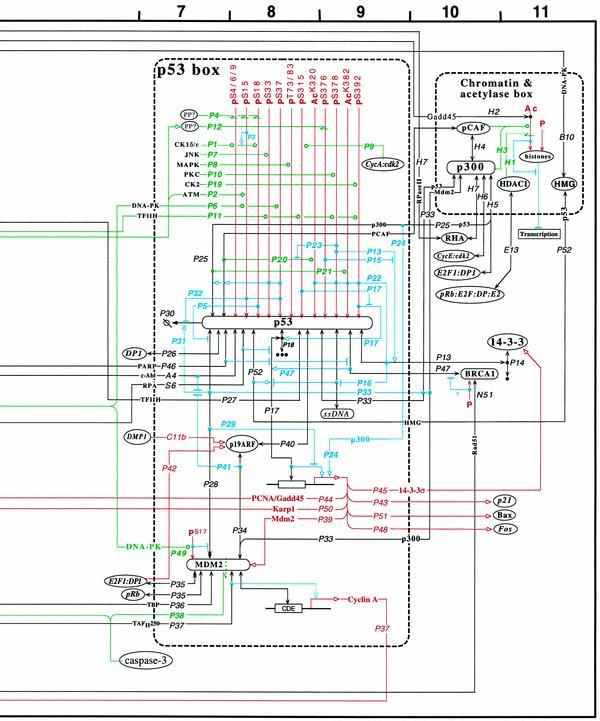 7 8 9 10 11
p53 box
pS4/6/9
pS15
pS18
pS33
pS37
pT73/83
pS315
AcK320
pS376
pS378
AcK382
pS392
Chromatin &
acetylase box
DNA-PK
Ac
P
Gadd45
H2
pCAF
H4
H3
H1
histones
B10
p300
H7
RPaseII
p53
Mdm2
H7
H6
H5
HDAC1
HMG
p53
Transcription
PP?
P4
PP?
P12
P3
CK1δ/ε
P1
P9
JNK
P7
CycA:cdk2
MAPK
P8
PKC
P10
CK2
P19
ATM
P2
DNA-PK
P6
TFIIH
P11
P33
p300
P25
p53
PCAF
P24
RHA
P23
P13
P15
CycE:cdk2
E13
P52
P25
P20
P21
E2F1:DP1
P22
P17
pRb:E2F:DP:E2
P32
P5
P30
p53
P31
P17
P18
14-3-3
DP1
P26
P13
P14
PARP
P46
P47
P47
BRCA1
c-Abl
A4
P52
RPA
S6
P16
N51
P
TFIIH
P27
P33
P33
P8
P17
ssDNA
HMG
P29
DMP1
C11b
p19ARF
P40
p300
Rad51
P24
P42
P41
P28
P45
14-3-3σ
PCNA/Gadd45
P44
P43
p21
Karp1
P50
P51
Bax
Mdm2
P39
P48
Fos
P
S17
P34
P33
p300
DNA-PK
P49
MDM2
E2F1:DP1
P35
pRb
P35
TBP
P36
CDE
Cyclin A
P38
TAFII250
P37
P37
caspase-3